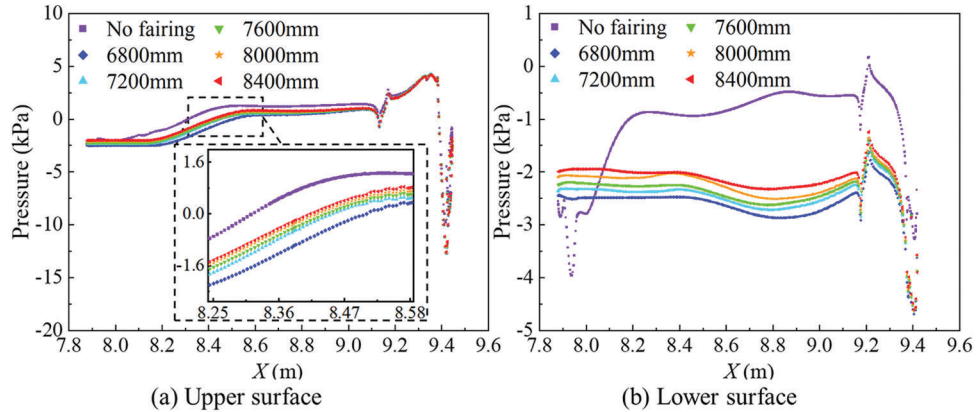 10
5
0
-5
-10
-15
-20
Pressure (kPa)
No fairing
6800mm
7200mm
7600mm
8000mm
8400mm
1.6
0.0
-1.6
8.25 8.36 8.47 8.58
7.8 8.0 8.2 8.4 8.6 8.8 9.0 9.2 9.4 9.6
X (m)
(a) Upper surface
1
0
-1
-2
-3
-4
-5
Pressure (kPa)
No fairing
6800mm
7200mm
7600mm
8000mm
8400mm
7.8 8.0 8.2 8.4 8.6 8.8 9.0 9.2 9.4 9.6
X (m)
(b) Lower surface